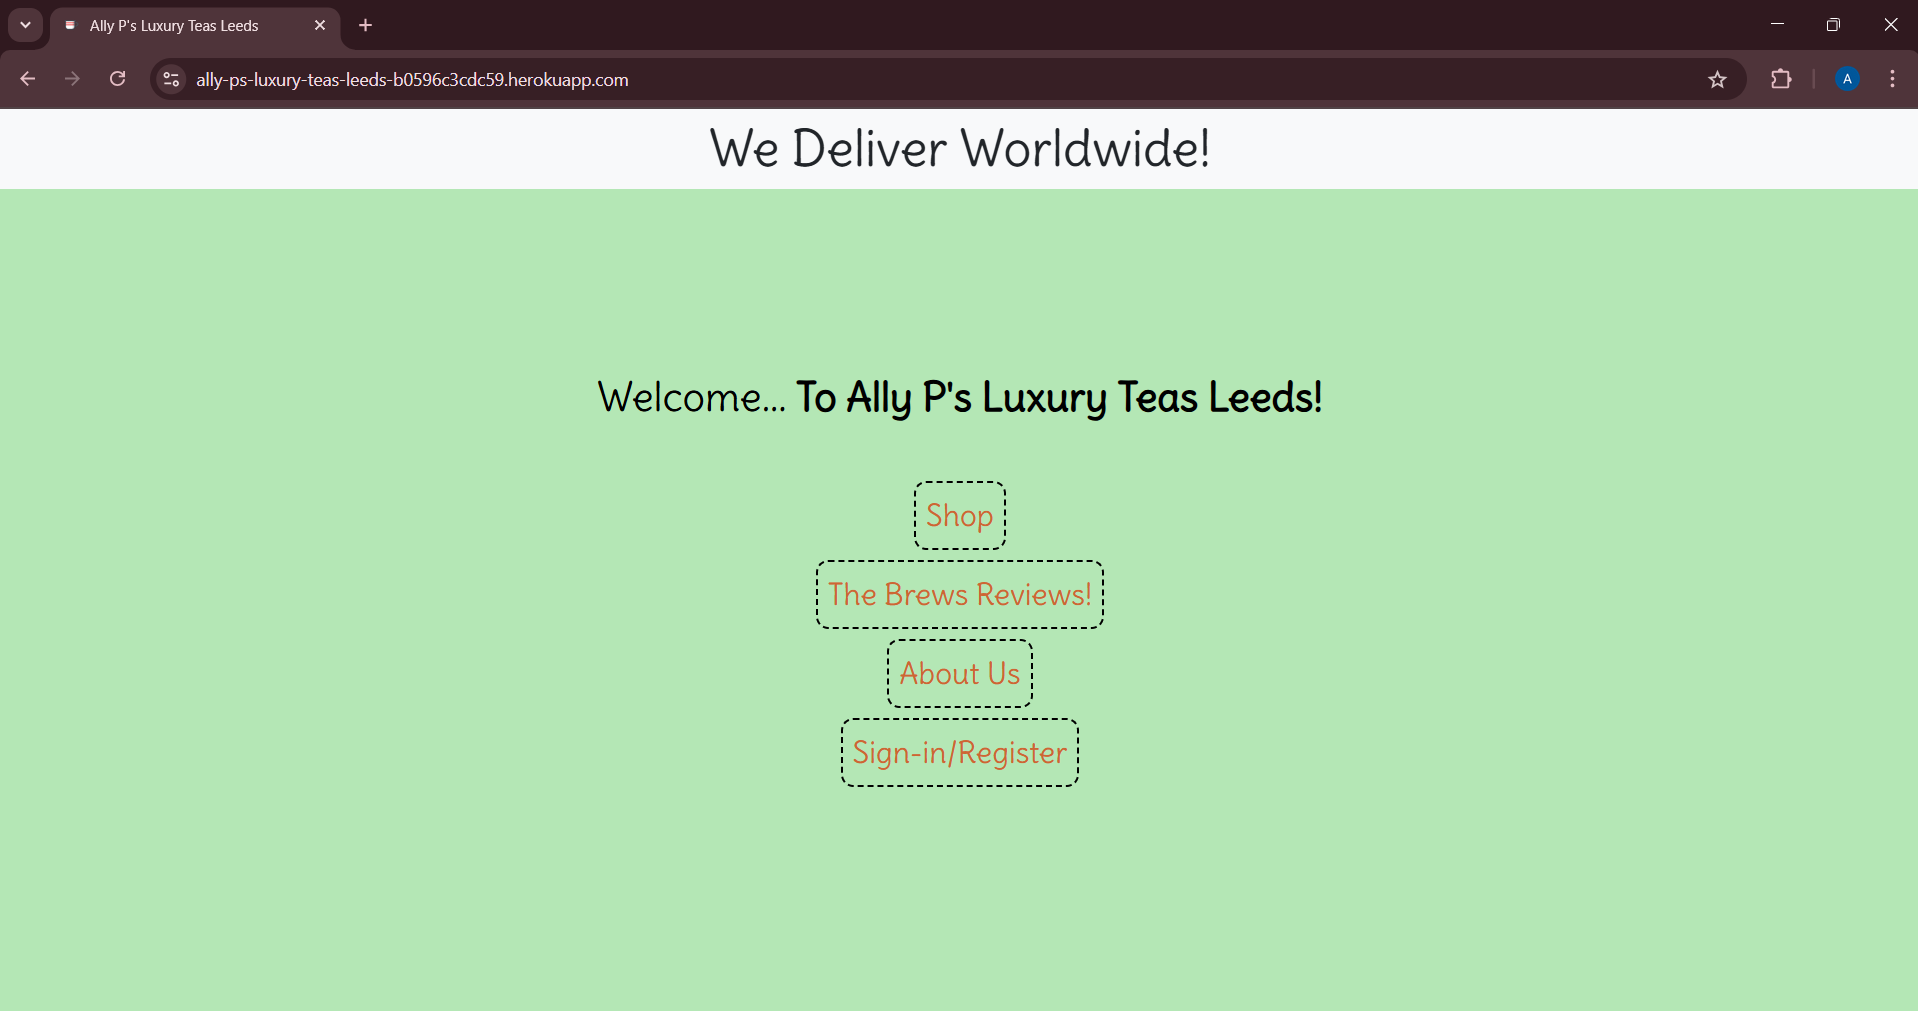 Ally P's Luxury Teas Leeds
ally-ps-luxury-teas-leeds-b0596c3cdc59.herokuapp.com
A
We Deliver Worldwide!
Welcome... To Ally P's Luxury Teas Leeds!
Shop
The Brews Reviews!
About Us
Sign-in/Register